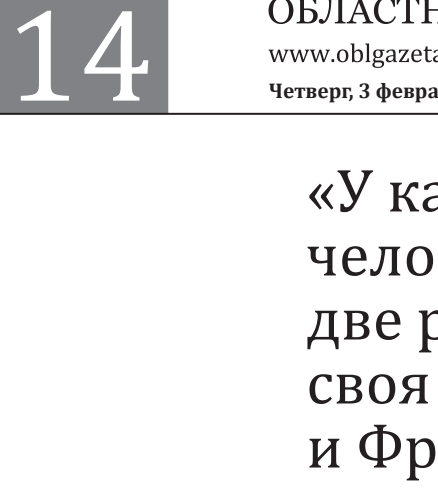 14
ОБЛАСТН
www.oblgazeta
Четверг, 3 февра
«У ка
чело
две р
своя
и Фр